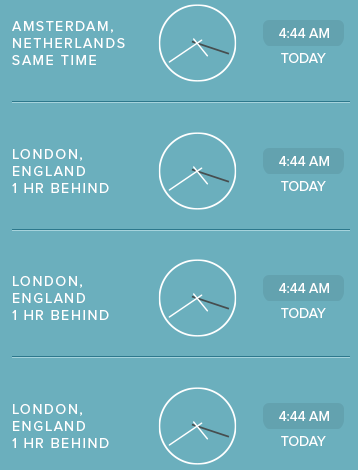 AMSTERDAM,
NETHERLANDS
SAME TIME
4:44 AM
TODAY
LONDON,
ENGLAND
1 HR BEHIND
4:44 AM
TODAY
LONDON,
ENGLAND
1 HR BEHIND
4:44 AM
TODAY
LONDON,
ENGLAND
1 HR BEHIND
4:44 AM
TODAY